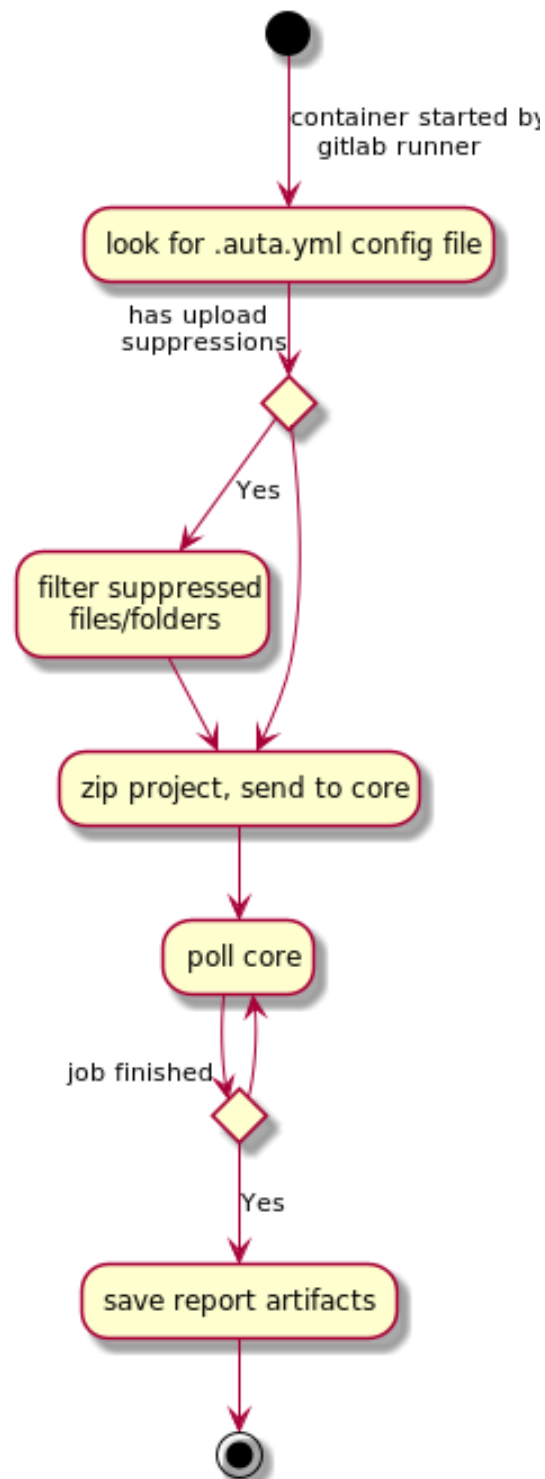 container started by
gitlab runner
look for .auta.yml config file
has upload
suppressions
Yes
filter suppressed
files/folders
zip project, send to core
poll core
job finished
Yes
save report artifacts